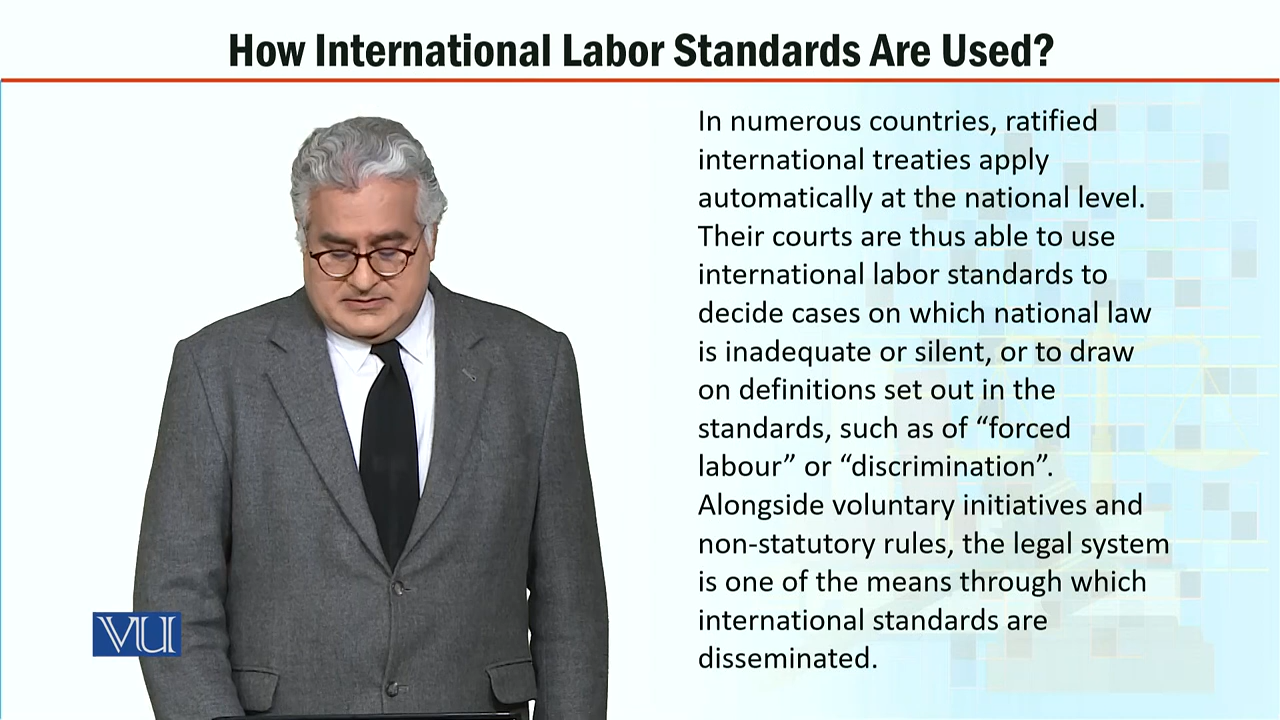 How International Labor Standards Are Used?
In numerous countries, ratified
international treaties apply
automatically at the national level.
Their courts are thus able to use
international labor standards to
decide cases on which national law
is inadequate or silent, or to draw
on definitions set out in the
standards, such as of “forced
labour” or “discrimination”.
Alongside voluntary initiatives and
non-statutory rules, the legal system
is one of the means through which
international standards are
disseminated.
VU